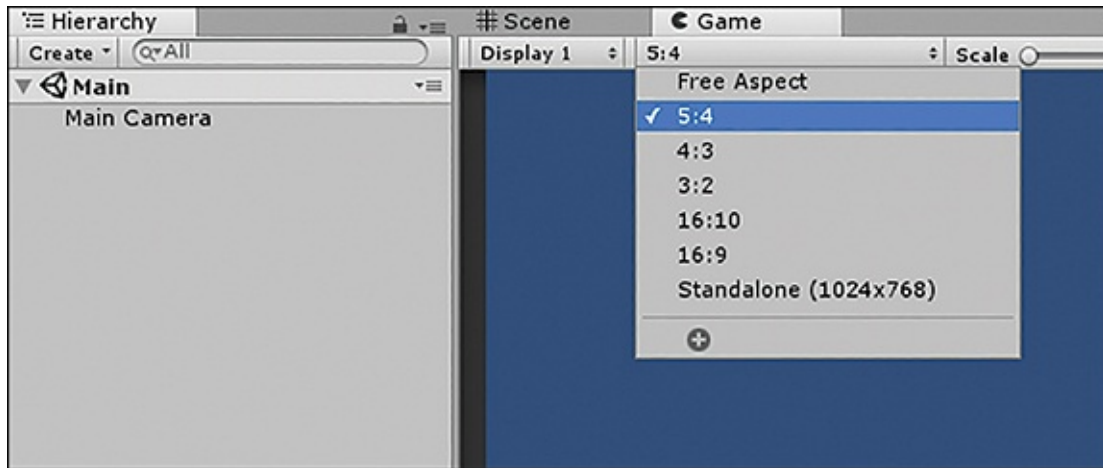 Hierarchy
Create
All
Main
Main Camera
Scene
Game
Display 1
5:4
Scale
Free Aspect
✓ 5:4
4:3
3:2
16:10
16:9
Standalone (1024x768)